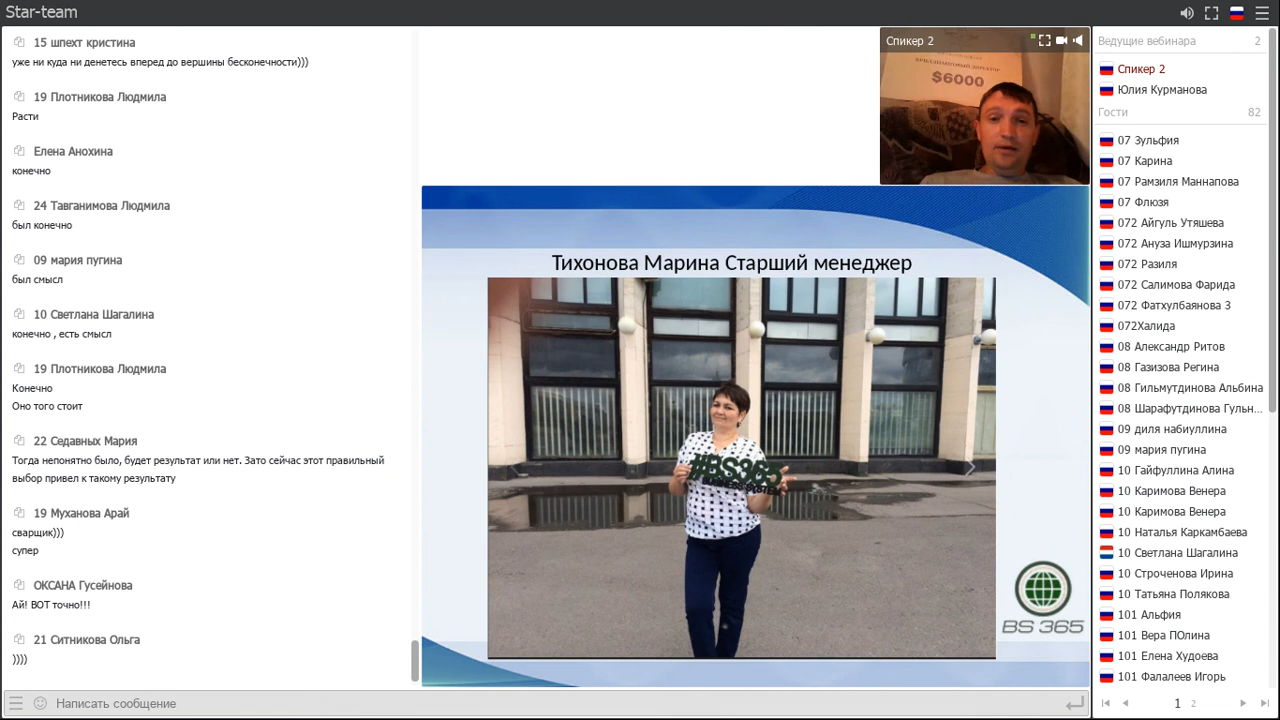 Star-team
15 шпехт кристина
уже ни куда ни денетесь вперед до вершины бесконечности)))
19 Плотникова Людмила
Расти
Елена Анохина
конечно
24 Тавганимова Людмила
был конечно
09 мария пугина
был смысл
10 Светлана Шагалина
конечно , есть смысл
19 Плотникова Людмила
Конечно
Оно того стоит
22 Седавных Мария
Тогда непонятно было, будет результат или нет. Зато сейчас этот правильный
выбор привел к такому результату
19 Муханова Арай
сварщик)))
супер
ОКСАНА Гусейнова
Ай! ВОТ точно!!!
21 Ситникова Ольга
))))
Написать сообщение
Спикер 2
ДИРЕКТОР
$6000
Тихонова Марина Старший менеджер
#BS365
BUSINESS SYSTEM
BS 365
Ведущие вебинара 2
Спикер 2
Юлия Курманова
Гости 82
07 Зульфия
07 Карина
07 Рамзиля Маннапова
07 Флюзя
072 Айгуль Утяшева
072 Ануза Ишмурзина
072 Разиля
072 Салимова Фарида
072 Фатхулбаянова З
072Халида
08 Александр Ритов
08 Газизова Регина
08 Гильмутдинова Альбина
08 Шарафутдинова Гульн...
09 диля набиуллина
09 мария пугина
10 Гайфуллина Алина
10 Каримова Венера
10 Каримова Венера
10 Наталья Каркамбаева
10 Светлана Шагалина
10 Строченова Ирина
10 Татьяна Полякова
101 Альфия
101 Вера ПОлина
101 Елена Худоева
101 Фалалеев Игорь
1 2